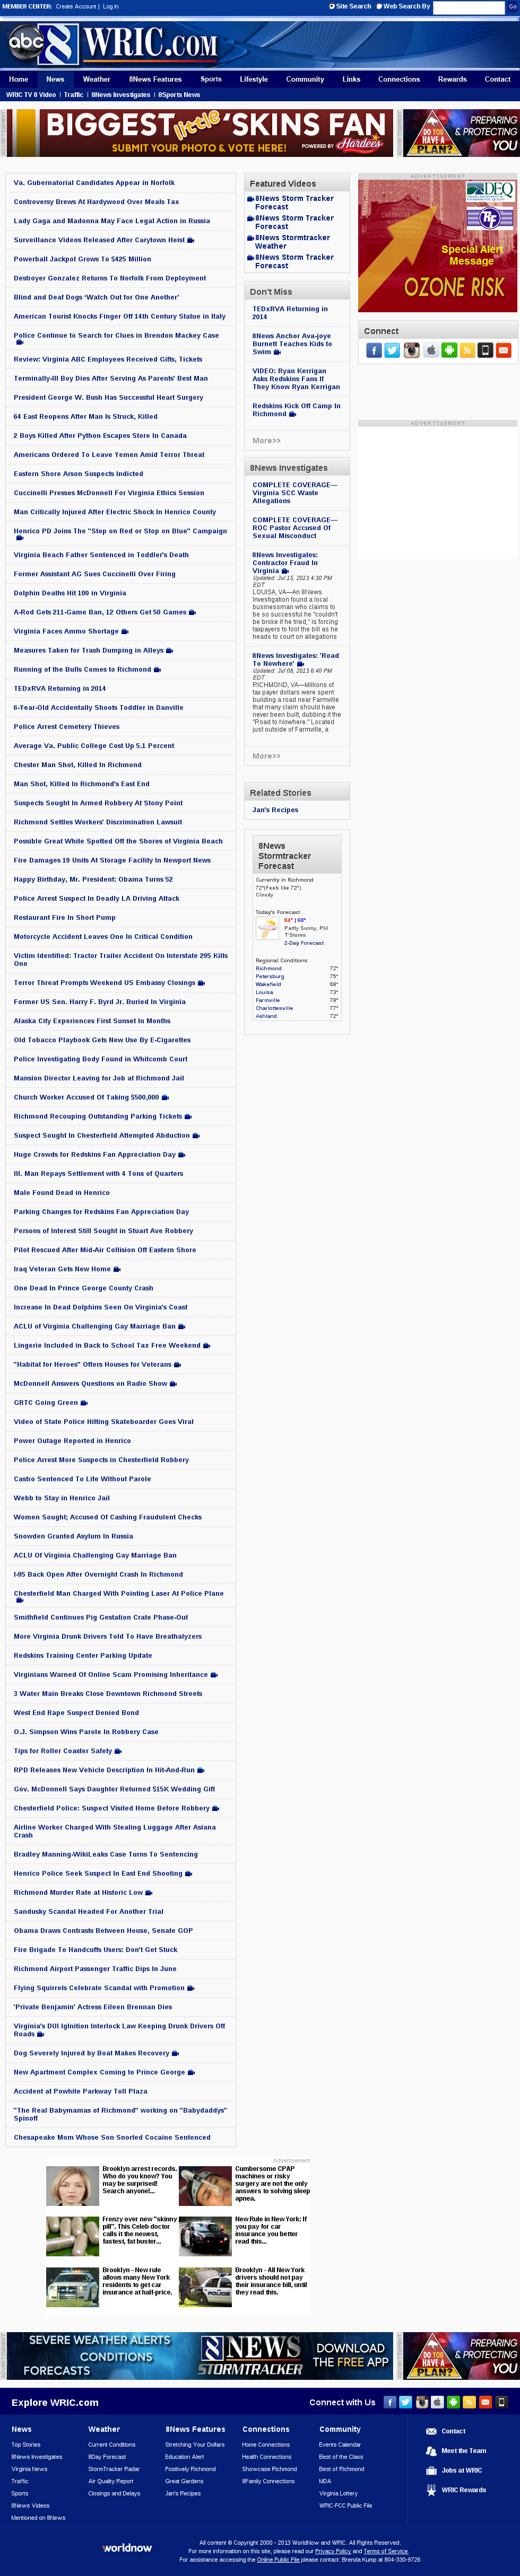 MEMBER CENTER: Create Account | Log In
Site Search Web Search By Go
abc 8 WRIC.COM
Home News Weather 8News Features Sports Lifestyle Community Links Connections Rewards Contact
WRIC TV 8 Video | Traffic | 8News Investigates | 8Sports News
BIGGEST little 'SKINS FAN
SUBMIT YOUR PHOTO & VOTE HERE!
POWERED BY Hardee's
DO YOU HAVE A PLAN?
PREPARING & PROTECTING YOU
Va. Gubernatorial Candidates Appear in Norfolk
Controversy Brews At Hardywood Over Meals Tax
Lady Gaga and Madonna May Face Legal Action in Russia
Surveillance Videos Released After Carytown Heist
Powerball Jackpot Grows To $425 Million
Destroyer Gonzalez Returns To Norfolk From Deployment
Blind and Deaf Dogs 'Watch Out for One Another'
American Tourist Knocks Finger Off 14th Century Statue in Italy
Police Continue to Search for Clues in Brendon Mackey Case
Review: Virginia ABC Employees Received Gifts, Tickets
Terminally-Ill Boy Dies After Serving As Parents' Best Man
President George W. Bush Has Successful Heart Surgery
64 East Reopens After Man Is Struck, Killed
2 Boys Killed After Python Escapes Store In Canada
Americans Ordered To Leave Yemen Amid Terror Threat
Eastern Shore Arson Suspects Indicted
Cuccinelli Presses McDonnell For Virginia Ethics Session
Man Critically Injured After Electric Shock In Henrico County
Henrico PD Joins The "Stop on Red or Stop on Blue" Campaign
Virginia Beach Father Sentenced in Toddler's Death
Former Assistant AG Sues Cuccinelli Over Firing
Dolphin Deaths Hit 100 in Virginia
A-Rod Gets 211-Game Ban, 12 Others Get 50 Games
Virginia Faces Ammo Shortage
Measures Taken for Trash Dumping in Alleys
Running of the Bulls Comes to Richmond
TEDxRVA Returning in 2014
6-Year-Old Accidentally Shoots Toddler in Danville
Police Arrest Cemetery Thieves
Average Va. Public College Cost Up 5.1 Percent
Chester Man Shot, Killed In Richmond
Man Shot, Killed In Richmond's East End
Suspects Sought In Armed Robbery At Stony Point
Richmond Settles Workers' Discrimination Lawsuit
Possible Great White Spotted Off the Shores of Virginia Beach
Fire Damages 19 Units At Storage Facility In Newport News
Happy Birthday, Mr. President: Obama Turns 52
Police Arrest Suspect In Deadly LA Driving Attack
Restaurant Fire In Short Pump
Motorcycle Accident Leaves One In Critical Condition
Victim Identified: Tractor Trailer Accident On Interstate 295 Kills
One
Terror Threat Prompts Weekend US Embassy Closings
Former US Sen. Harry F. Byrd Jr. Buried In Virginia
Alaska City Experiences First Sunset In Months
Old Tobacco Playbook Gets New Use By E-Cigarettes
Police Investigating Body Found in Whitcomb Court
Mansion Director Leaving for Job at Richmond Jail
Church Worker Accused Of Taking $500,000
Richmond Recouping Outstanding Parking Tickets
Suspect Sought In Chesterfield Attempted Abduction
Huge Crowds for Redskins Fan Appreciation Day
Ill. Man Repays Settlement with 4 Tons of Quarters
Male Found Dead in Henrico
Parking Changes for Redskins Fan Appreciation Day
Persons of Interest Still Sought in Stuart Ave Robbery
Pilot Rescued After Mid-Air Collision Off Eastern Shore
Iraq Veteran Gets New Home
One Dead In Prince George County Crash
Increase In Dead Dolphins Seen On Virginia's Coast
ACLU of Virginia Challenging Gay Marriage Ban
Lingerie Included in Back to School Tax Free Weekend
"Habitat for Heroes" Offers Houses for Veterans
McDonnell Answers Questions on Radio Show
GRTC Going Green
Video of State Police Hitting Skateboarder Goes Viral
Power Outage Reported in Henrico
Police Arrest More Suspects in Chesterfield Robbery
Castro Sentenced To Life Without Parole
Webb to Stay in Henrico Jail
Women Sought; Accused Of Cashing Fraudulent Checks
Snowden Granted Asylum In Russia
ACLU Of Virginia Challenging Gay Marriage Ban
I-95 Back Open After Overnight Crash In Richmond
Chesterfield Man Charged With Pointing Laser At Police Plane
Smithfield Continues Pig Gestation Crate Phase-Out
More Virginia Drunk Drivers Told To Have Breathalyzers
Redskins Training Center Parking Update
Virginians Warned Of Online Scam Promising Inheritance
3 Water Main Breaks Close Downtown Richmond Streets
West End Rape Suspect Denied Bond
O.J. Simpson Wins Parole In Robbery Case
Tips for Roller Coaster Safety
RPD Releases New Vehicle Description In Hit-And-Run
Gov. McDonnell Says Daughter Returned $15K Wedding Gift
Chesterfield Police: Suspect Visited Home Before Robbery
Airline Worker Charged With Stealing Luggage After Asiana
Crash
Bradley Manning-WikiLeaks Case Turns To Sentencing
Henrico Police Seek Suspect In East End Shooting
Richmond Murder Rate at Historic Low
Sandusky Scandal Headed For Another Trial
Obama Draws Contrasts Between House, Senate GOP
Fire Brigade To Handcuffs Users: Don't Get Stuck
Richmond Airport Passenger Traffic Dips In June
Flying Squirrels Celebrate Scandal with Promotion
'Private Benjamin' Actress Eileen Brennan Dies
Virginia's DUI Iginition Interlock Law Keeping Drunk Drivers Off
Roads
Dog Severely Injured by Boat Makes Recovery
New Apartment Complex Coming to Prince George
Accident at Powhite Parkway Toll Plaza
"The Real Babymamas of Richmond" working on "Babydaddys"
Spinoff
Chesapeake Mom Whose Son Snorted Cocaine Sentenced
Featured Videos
8News Storm Tracker
Forecast
8News Storm Tracker
Forecast
8News Stormtracker
Weather
8News Storm Tracker
Forecast
Don't Miss
TEDxRVA Returning in
2014
8News Anchor Ava-joye
Burnett Teaches Kids to
Swim
VIDEO: Ryan Kerrigan
Asks Redskins Fans If
They Know Ryan Kerrigan
Redskins Kick Off Camp In
Richmond
More>>
8News Investigates
COMPLETE COVERAGE—
Virginia SCC Waste
Allegations
COMPLETE COVERAGE—
ROC Pastor Accused Of
Sexual Misconduct
8News Investigates:
Contractor Fraud In
Virginia
Updated: Jul 15, 2013 4:30 PM
EDT
LOUISA, VA—An 8News
Investigation found a local
businessman who claims to
be so successful he "couldn't
be broke if he tried," is forcing
taxpayers to foot the bill as he
heads to court on allegations
8News Investigates: 'Road
To Nowhere'
Updated: Jul 08, 2013 6:40 PM
EDT
RICHMOND, VA—Millions of
tax payer dollars were spent
building a road near Farmville
that many claim should have
never been built, dubbing it the
"Road to Nowhere." Located
just outside of Farmville, a
More>>
Related Stories
Jan's Recipes
8News
Stormtracker
Forecast
Currently in Richmond
72°(Feels like 72°)
Cloudy
Today's Forecast
84° | 68°
Partly Sunny, PM
T'Storms
2-Day Forecast
Regional Conditions
Richmond 72°
Petersburg 75°
Wakefield 68°
Louisa 73°
Farmville 79°
Charlottesville 77°
Ashland 72°
ADVERTISEMENT
DEQ
Special Alert
Message
OZONE RISK
Connect
ADVERTISEMENT
Advertisement
Brooklyn arrest records.
Who do you know? You
may be surprised!
Search anyone!...
Cumbersome CPAP
machines or risky
surgery are not the only
answers to solving sleep
apnea.
Frenzy over new "skinny
pill". This Celeb doctor
calls it the newest,
fastest, fat buster...
New Rule in New York: If
you pay for car
insurance you better
read this...
Brooklyn - New rule
allows many New York
residents to get car
insurance at half-price.
Brooklyn - All New York
drivers should not pay
their insurance bill, until
they read this.
SEVERE WEATHER ALERTS
CONDITIONS
FORECASTS
8NEWS STORMTRACKER
DOWNLOAD
THE FREE APP
DO YOU HAVE A PLAN?
PREPARING & PROTECTING YOU
Explore WRIC.com
Connect with Us
News
Top Stories
8News Investigates
Virginia News
Traffic
Sports
8News Videos
Mentioned on 8News
Weather
Current Conditions
8Day Forecast
StormTracker Radar
Air Quality Report
Closings and Delays
8News Features
Stretching Your Dollars
Education Alert
Positively Richmond
Great Gardens
Jan's Recipes
Connections
Home Connections
Health Connections
Showcase Richmond
8Family Connections
Community
Events Calendar
Best of the Class
Best of Richmond
MDA
Virginia Lottery
WRIC-FCC Public File
Contact
Meet the Team
Jobs at WRIC
WRIC Rewards
worldnow
All content © Copyright 2000 - 2013 WorldNow and WRIC. All Rights Reserved.
For more information on this site, please read our Privacy Policy and Terms of Service.
For assistance accessing the Online Public File please contact: Brenda Kump at 804-330-9726